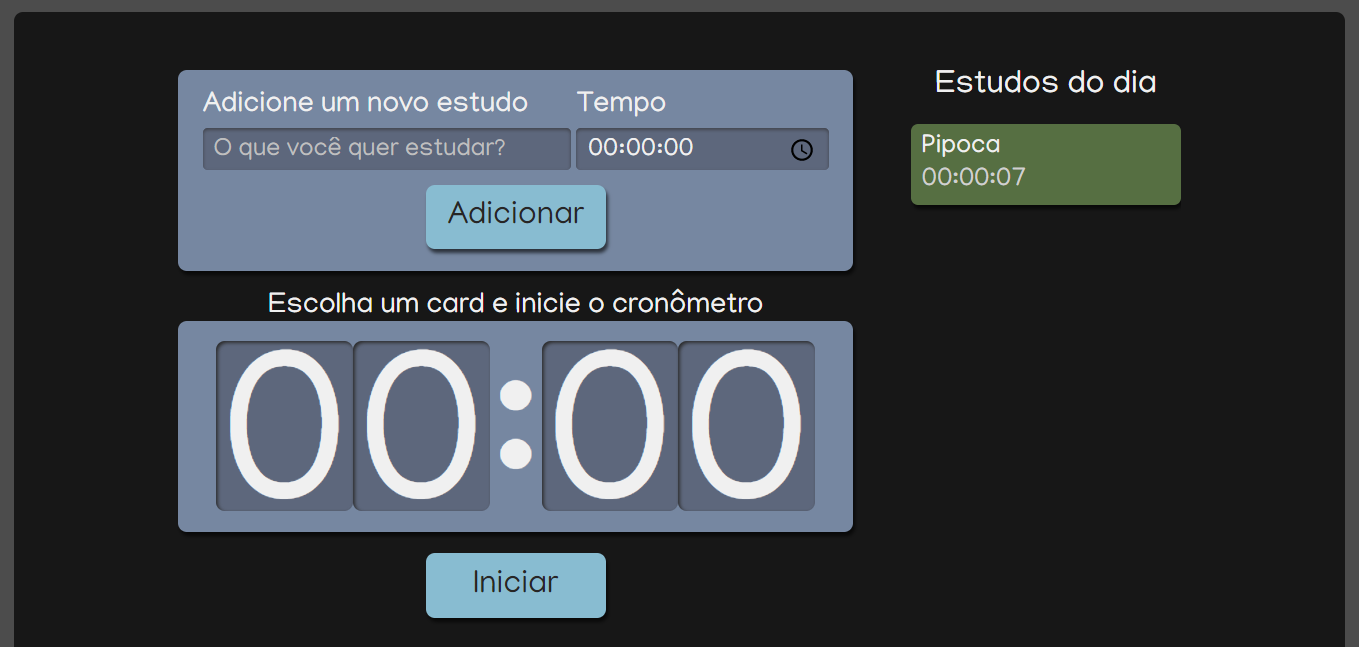 Adicione um novo estudo
Tempo
O que você quer estudar?
00:00:00
Adicionar
Escolha um card e inicie o cronômetro
00:00
Iniciar
Estudos do dia
Pipoca
00:00:07